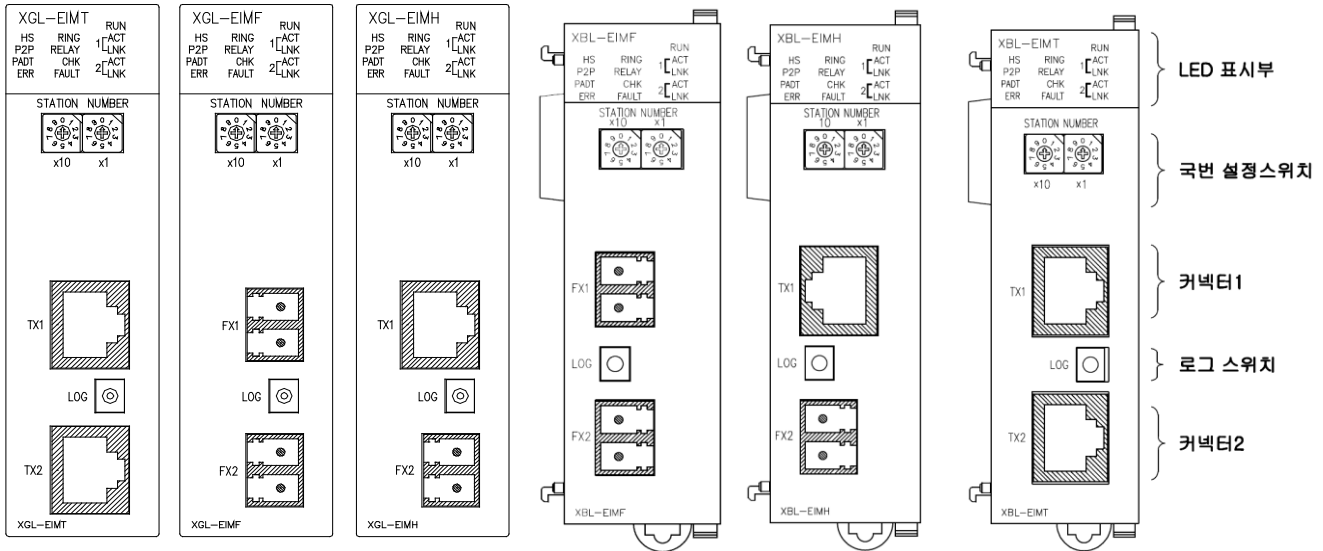 XGL-EIMT
RUN
HS RING 1 ACT
P2P RELAY LNK
PADT CHK 2 ACT
ERR FAULT LNK
STATION NUMBER
x10 x1
TX1
LOG
TX2
XGL-EIMT
XGL-EIMF
RUN
HS RING 1 ACT
P2P RELAY LNK
PADT CHK 2 ACT
ERR FAULT LNK
STATION NUMBER
x10 x1
FX1
LOG
FX2
XGL-EIMF
XGL-EIMH
RUN
HS RING 1 ACT
P2P RELAY LNK
PADT CHK 2 ACT
ERR FAULT LNK
STATION NUMBER
x10 x1
TX1
LOG
FX2
XGL-EIMH
XBL-EIMF
RUN
HS RING 1 ACT
P2P RELAY LNK
PADT CHK 2 ACT
ERR FAULT LNK
STATION NUMBER
x10 x1
FX1
LOG
FX2
XBL-EIMF
XBL-EIMH
RUN
HS RING 1 ACT
P2P RELAY LNK
PADT CHK 2 ACT
ERR FAULT LNK
STATION NUMBER
10 x1
TX1
LOG
FX2
XBL-EIMH
XBL-EIMT
RUN
HS RING 1 ACT
P2P RELAY LNK
PADT CHK 2 ACT
ERR FAULT LNK
STATION NUMBER
x10 x1
TX1
LOG
TX2
XBL-EIMT
LED 표시부
국번 설정스위치
커넥터1
로그 스위치
커넥터2